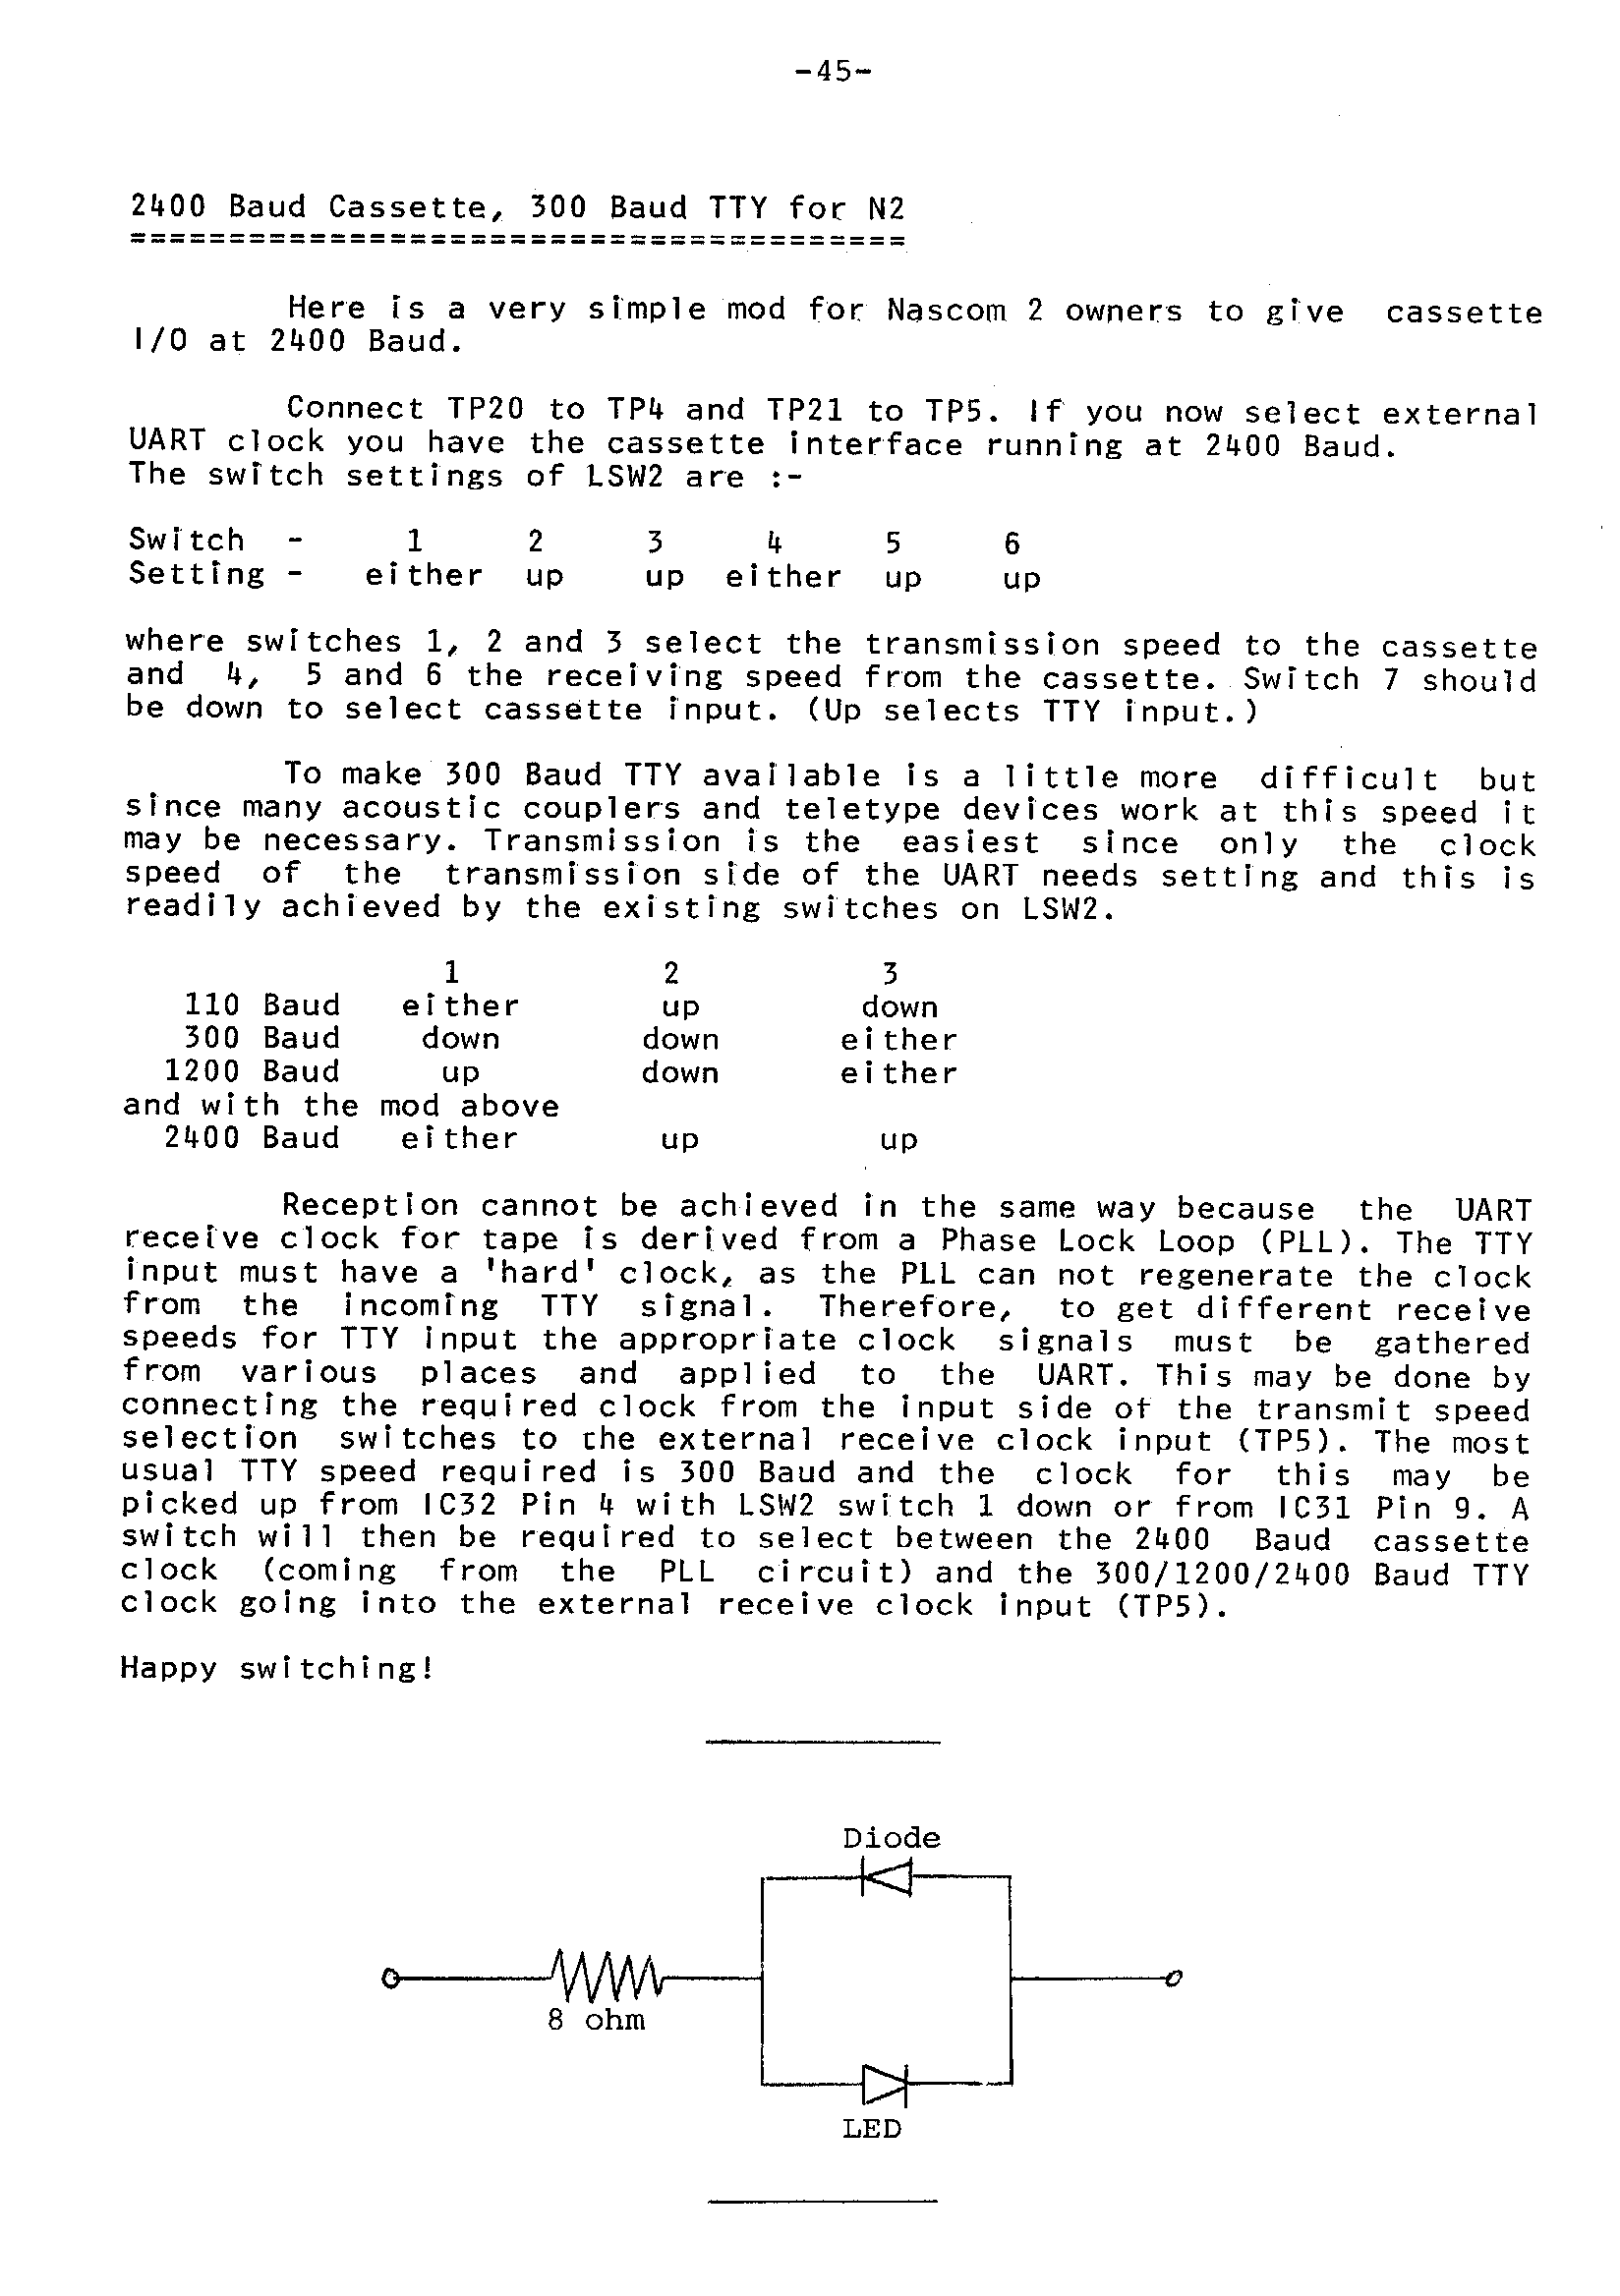 -45-
2400 Baud Cassette, 300 Baud TTY for N2
=======================================
Here is a very simple mod for Nascom 2 owners to give cassette
I/O at 2400 Baud.
Connect TP20 to TP4 and TP21 to TP5. If you now select external
UART clock you have the cassette interface running at 2400 Baud.
The switch settings of LSW2 are :-
Switch - 1 2 3 4 5 6
Setting - either up up either up up
where switches 1, 2 and 3 select the transmission speed to the cassette
and 4, 5 and 6 the receiving speed from the cassette. Switch 7 should
be down to select cassette input. (Up selects TTY input.)
To make 300 Baud TTY available is a little more difficult but
since many acoustic couplers and teletype devices work at this speed it
may be necessary. Transmission is the easiest since only the clock
speed of the transmission side of the UART needs setting and this is
readily achieved by the existing switches on LSW2.
1 2 3
110 Baud either up down
300 Baud down down either
1200 Baud up down either
and with the mod above
2400 Baud either up up
Reception cannot be achieved in the same way because the UART
receive clock for tape is derived from a Phase Lock Loop (PLL). The TTY
input must have a 'hard' clock, as the PLL can not regenerate the clock
from the incoming TTY signal. Therefore, to get different receive
speeds for TTY input the appropriate clock signals must be gathered
from various places and applied to the UART. This may be done by
connecting the required clock from the input side of the transmit speed
selection switches to the external receive clock input (TP5). The most
usual TTY speed required is 300 Baud and the clock for this may be
picked up from IC32 Pin 4 with LSW2 switch 1 down or from IC31 Pin 9. A
switch will then be required to select between the 2400 Baud cassette
clock (coming from the PLL circuit) and the 300/1200/2400 Baud TTY
clock going into the external receive clock input (TP5).
Happy switching!
Diode
8 ohm
LED